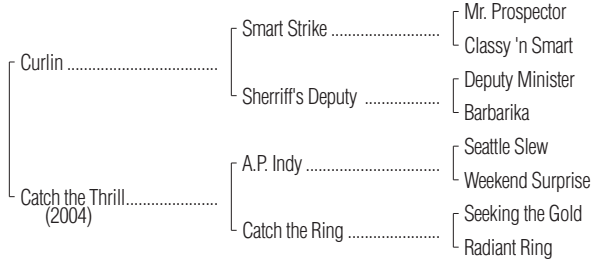 Mr. Prospector
Smart Strike ....................
Classy 'n Smart
Curlin ..............................
Deputy Minister
Sherriff's Deputy ..............
Barbarika
Seattle Slew
A.P. Indy ..........................
Weekend Surprise
Catch the Thrill..................
(2004)
Seeking the Gold
Catch the Ring ..................
Radiant Ring